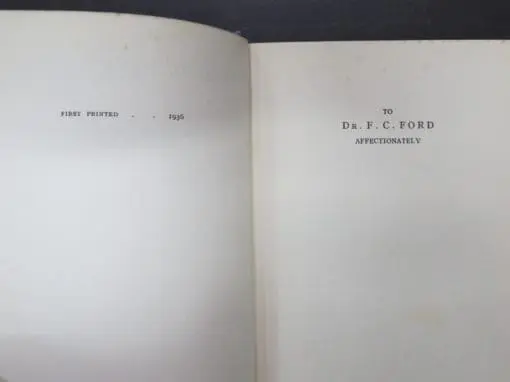 FIRST PRINTED - - 1936
TO
DR. F. C. FORD
AFFECTIONATELY